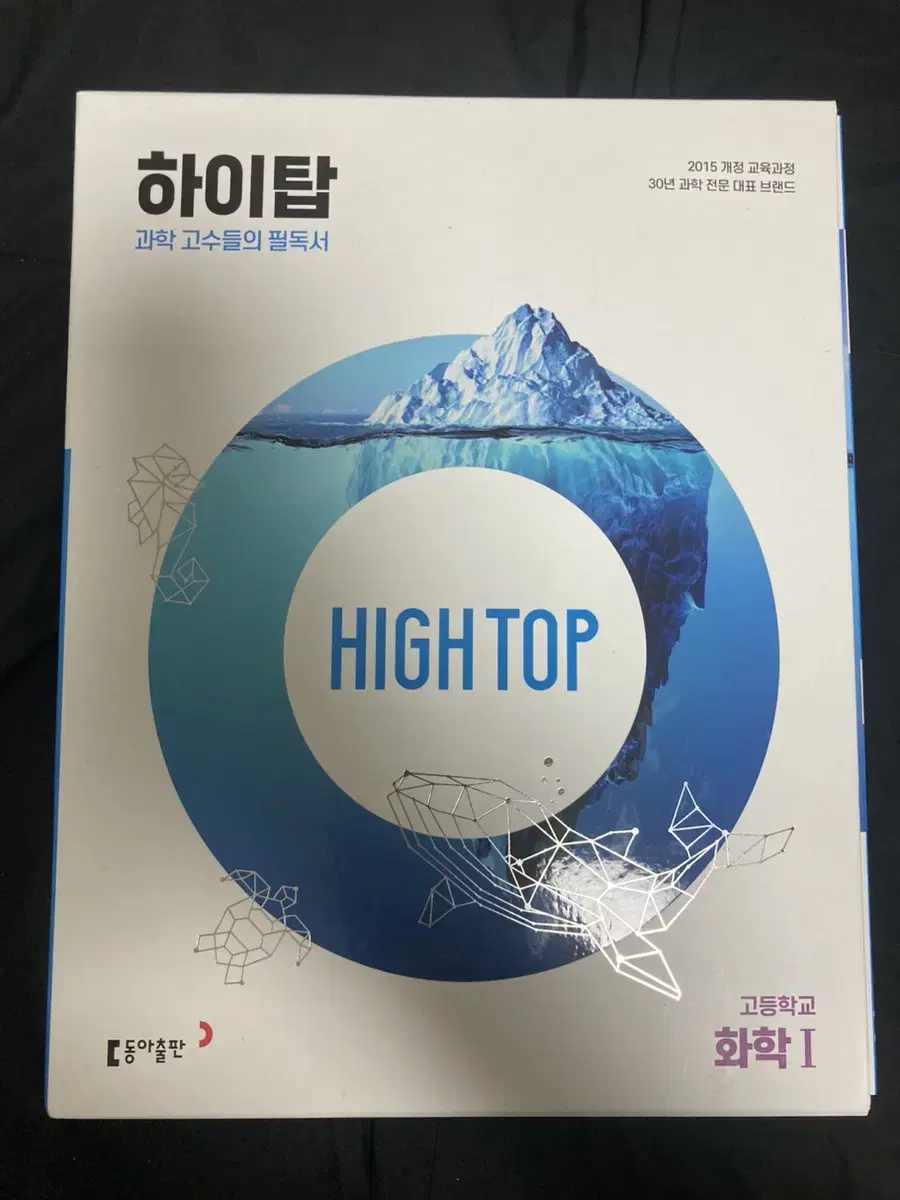 하이탑
과학 고수들의 필독서
2015 개정 교육과정
30년 과학 전문 대표 브랜드
HIGH TOP
고등학교
화학 I
동아출판